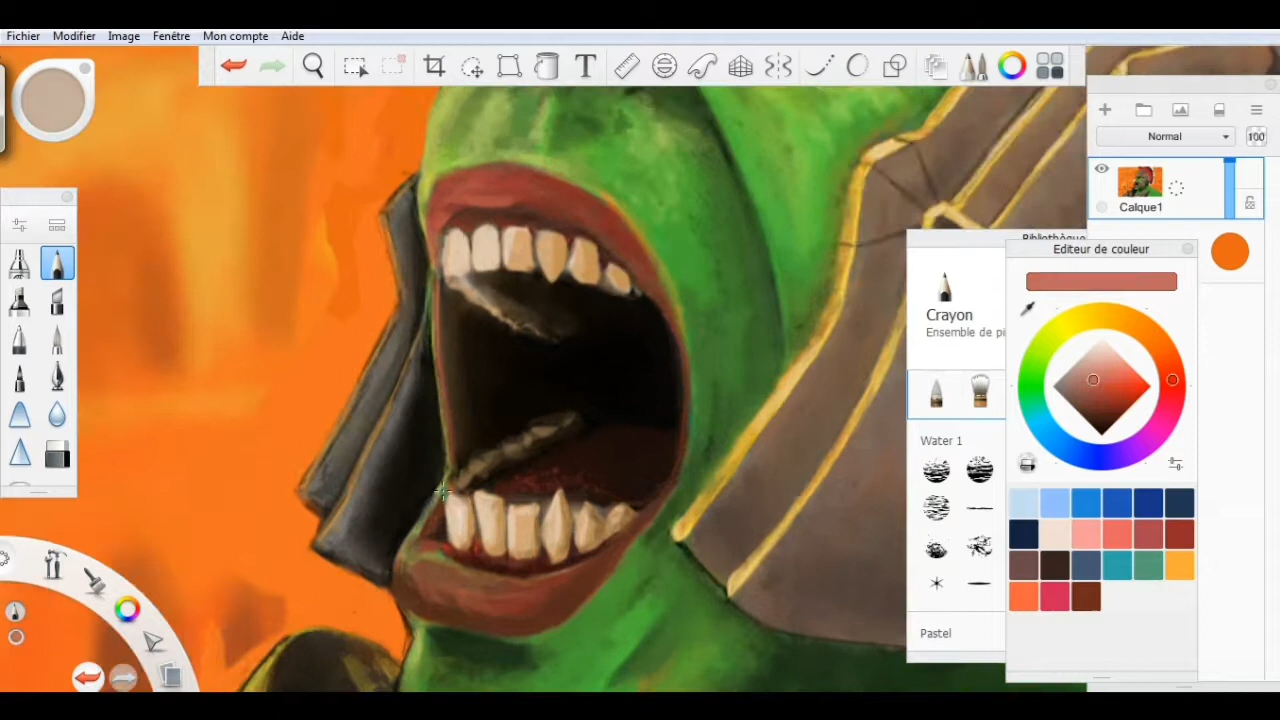 Fichier Modifier Image Fenêtre Mon compte Aide
Normal
100
Calque1
Bibliothèque
Editeur de couleur
Crayon
Ensemble de pi
Water 1
Pastel